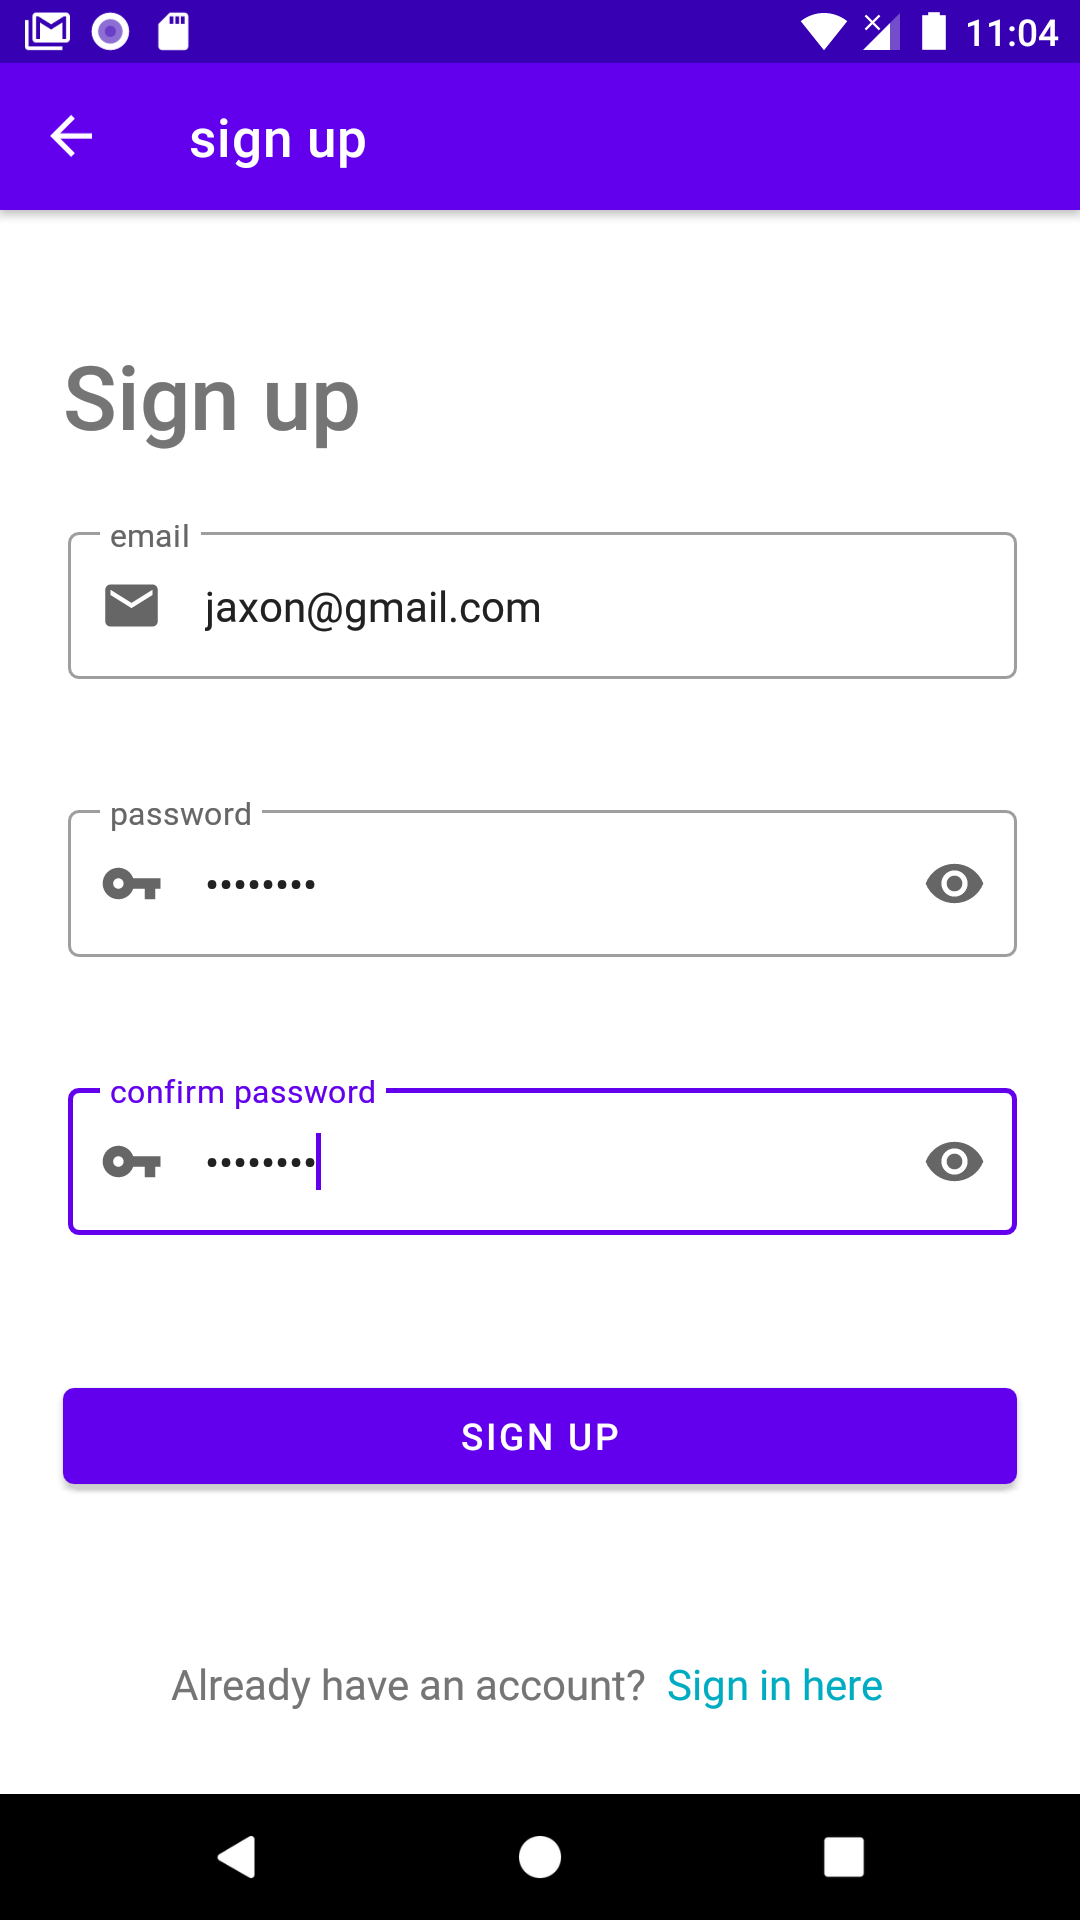 11:04
sign up
Sign up
email
jaxon@gmail.com
password
••••••••
confirm password
••••••••
SIGN UP
Already have an account? Sign in here